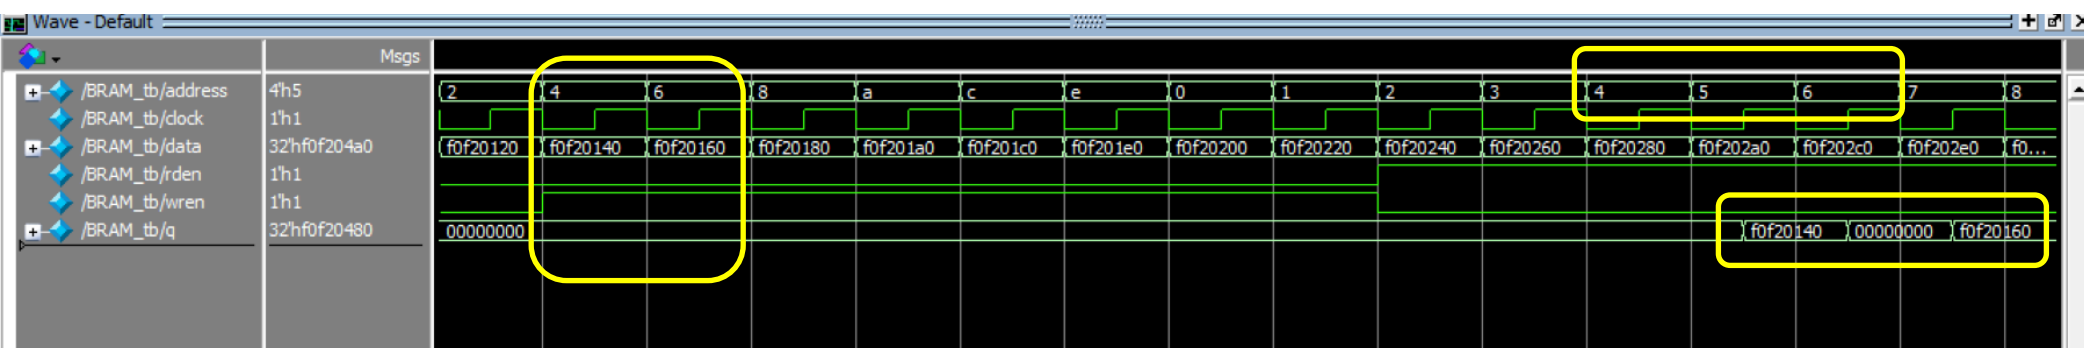 Wave - Default
Msgs
/BRAM_tb/address 4'h5 2 4 6 8 a c e 0 1 2 3 4 5 6 7 8
/BRAM_tb/clock 1'h1
/BRAM_tb/data 32'hf0f204a0 f0f20120 f0f20140 f0f20160 f0f20180 f0f201a0 f0f201c0 f0f201e0 f0f20200 f0f20220 f0f20240 f0f20260 f0f20280 f0f202a0 f0f202c0 f0f202e0 f0...
/BRAM_tb/rden 1'h1
/BRAM_tb/wren 1'h1
/BRAM_tb/q 32'hf0f20480 00000000 f0f20140 00000000 f0f20160